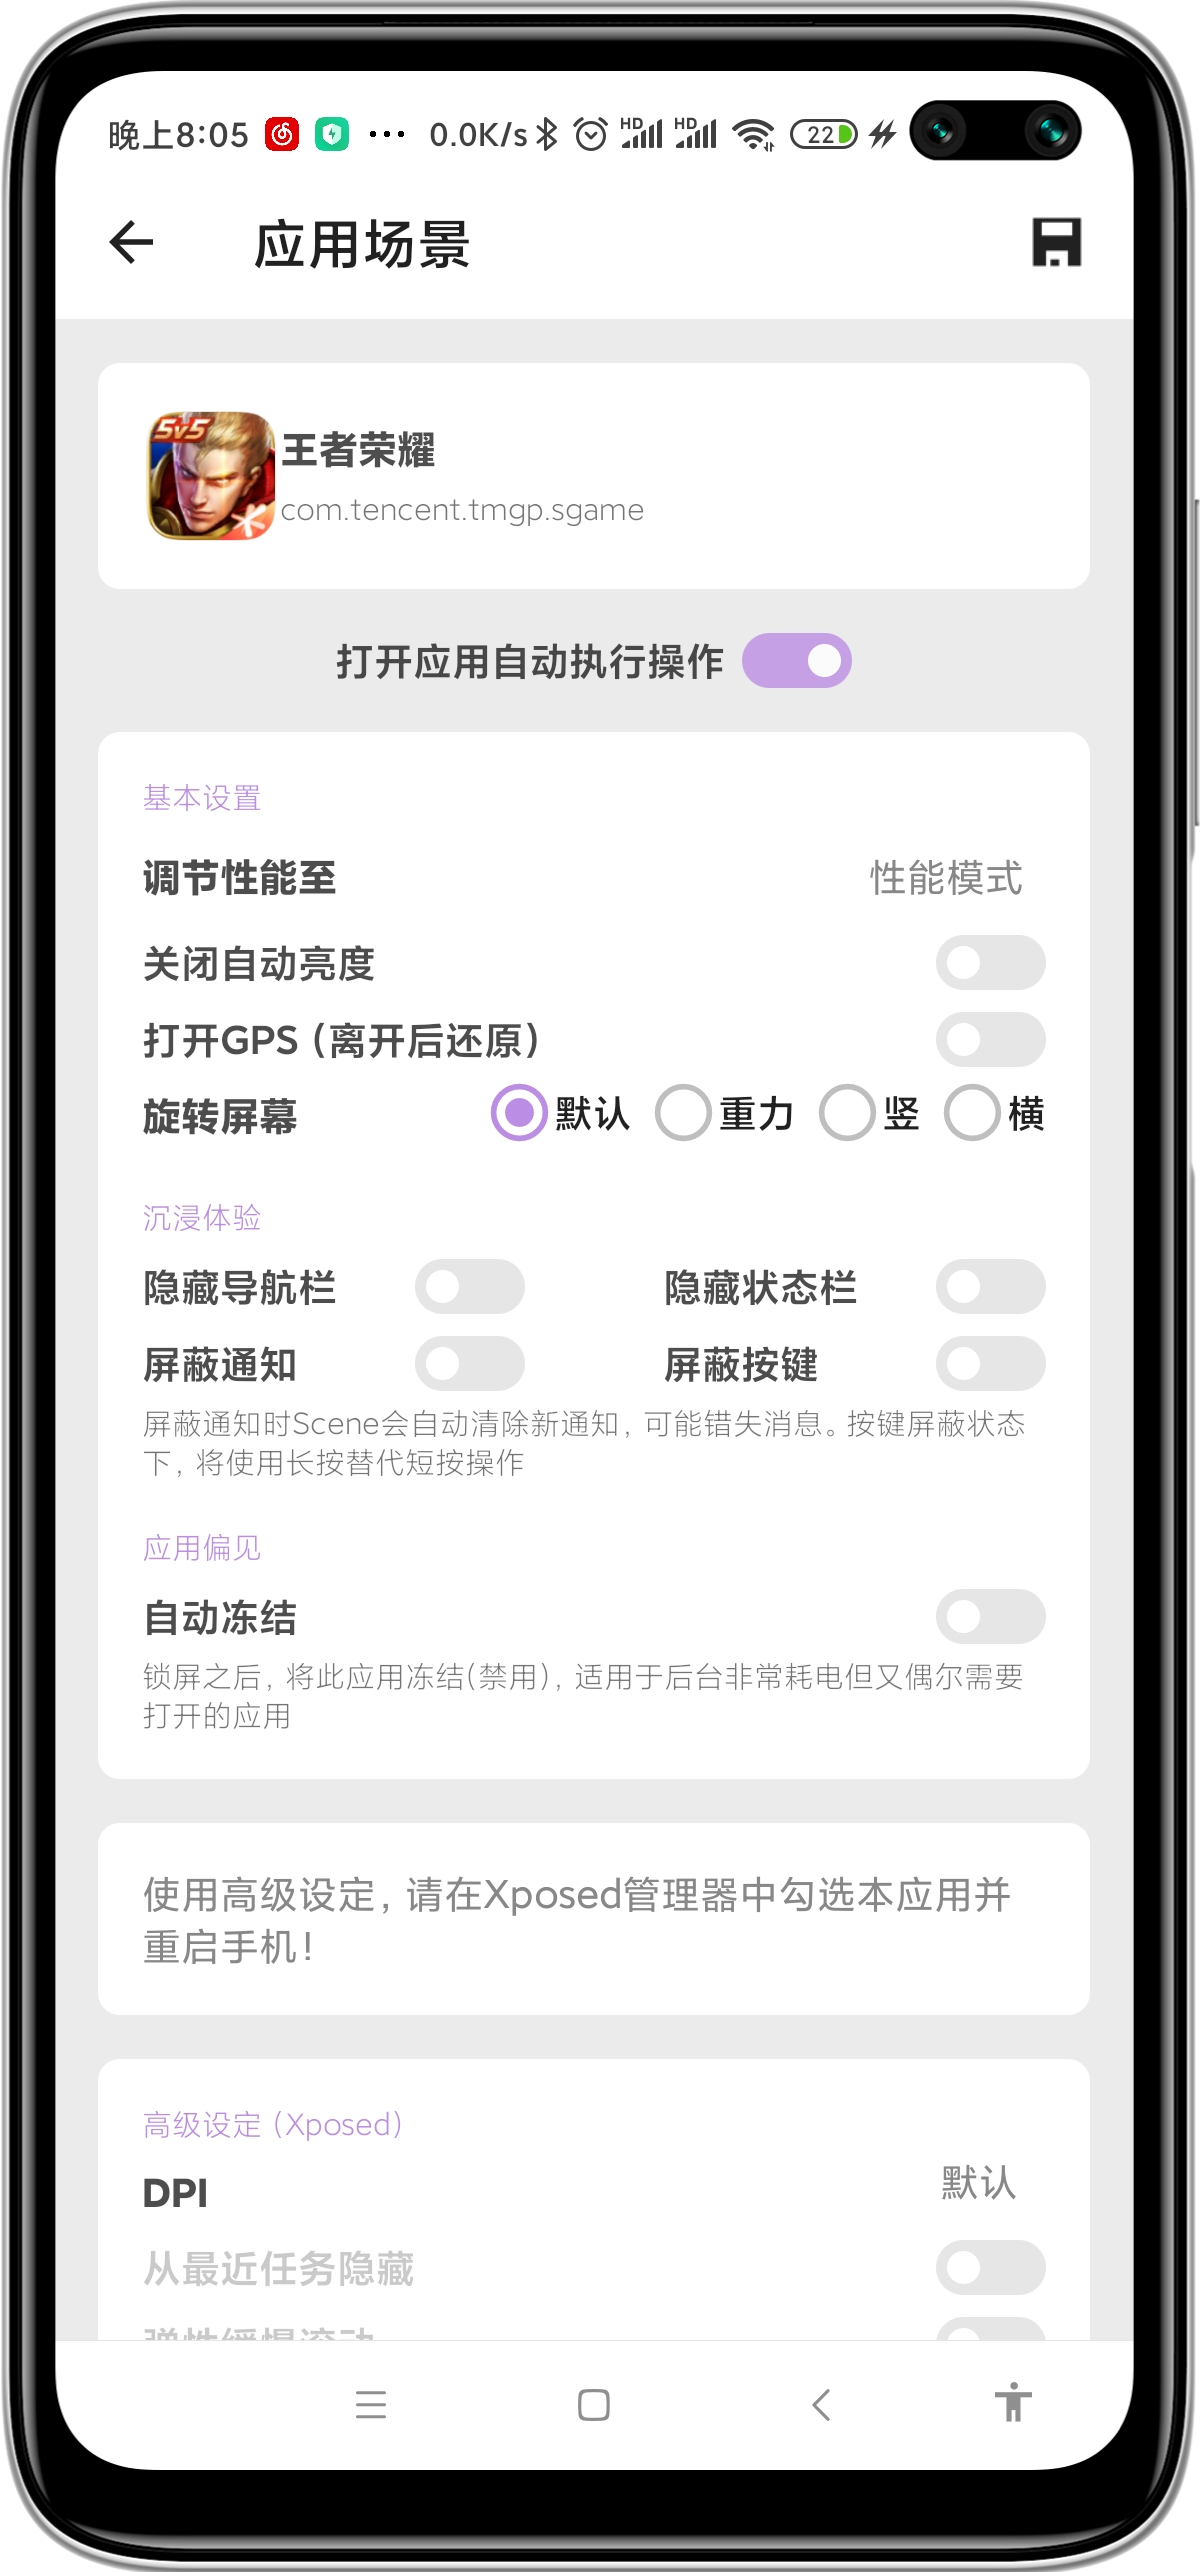 晚上8:05 0.0K/s HD HD 22
应用场景
5v5
王者荣耀
com.tencent.tmgp.sgame
打开应用自动执行操作
基本设置
调节性能至 性能模式
关闭自动亮度
打开GPS（离开后还原）
旋转屏幕 默认 重力 竖 横
沉浸体验
隐藏导航栏 隐藏状态栏
屏蔽通知 屏蔽按键
屏蔽通知时Scene会自动清除新通知，可能错失消息。按键屏蔽状态
下，将使用长按替代短按操作
应用偏见
自动冻结
锁屏之后，将此应用冻结(禁用)，适用于后台非常耗电但又偶尔需要
打开的应用
使用高级设定，请在Xposed管理器中勾选本应用并
重启手机！
高级设定（Xposed）
DPI 默认
从最近任务隐藏